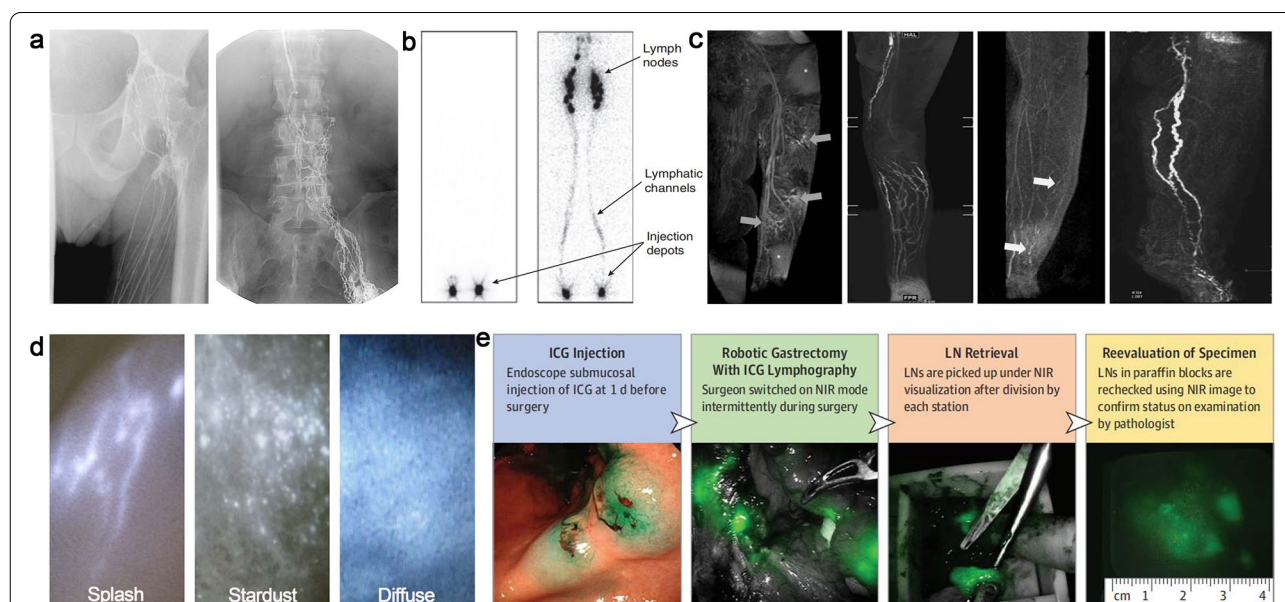 a
b
Lymph
nodes
Lymphatic
channels
Injection
depots
c
HAL
FPR
d
Splash
Stardust
Diffuse
e
ICG Injection
Endoscope submucosal
injection of ICG at 1 d before
surgery
Robotic Gastrectomy
With ICG Lymphography
Surgeon switched on NIR mode
intermittently during surgery
LN Retrieval
LNs are picked up under NIR
visualization after division by
each station
Reevaluation of Specimen
LNs in paraffin blocks are
rechecked using NIR image to
confirm status on examination
by pathologist
cm 1 2 3 4